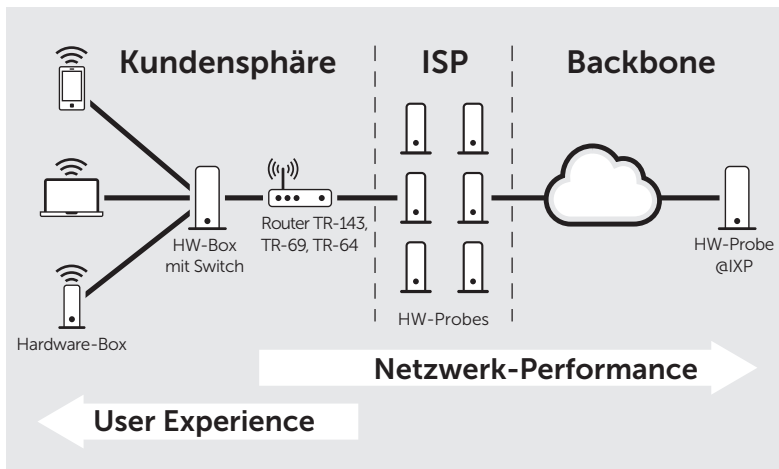 Kundensphäre
ISP
Backbone
HW-Box
mit Switch
Router TR-143,
TR-69, TR-64
HW-Probe
@IXP
HW-Probes
Hardware-Box
Netzwerk-Performance
User Experience